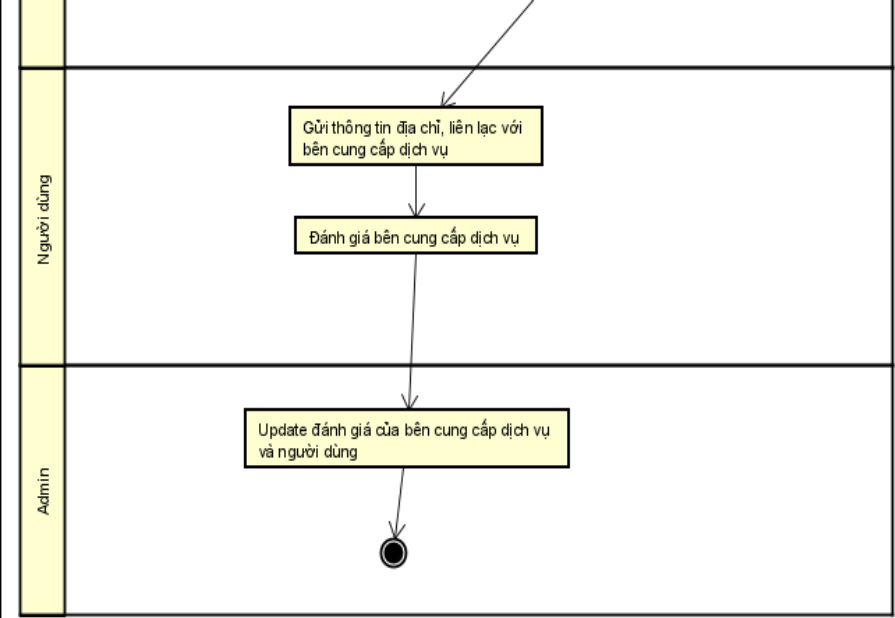 Người dùng
Gửi thông tin địa chỉ, liên lạc với
bên cung cấp dịch vụ
Đánh giá bên cung cấp dịch vụ
Admin
Update đánh giá của bên cung cấp dịch vụ
và người dùng